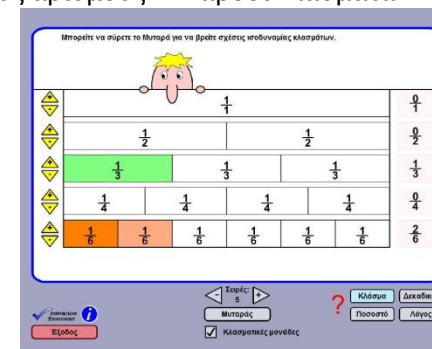 Μπορείτε να σύρετε το Μυταρά για να βρείτε σχέσεις ισοδυναμίας κλασμάτων.
1/1 0/1
1/2 1/2 0/2
1/3 1/3 1/3 1/3
1/4 1/4 1/4 1/4 0/4
1/6 1/6 1/6 1/6 1/6 1/6 2/6
Σειρές:
- 5 +
Μυταράς
Κλασματικές μονάδες
Έξοδος
? Κλάσμα
Ποσοστό Λόγος